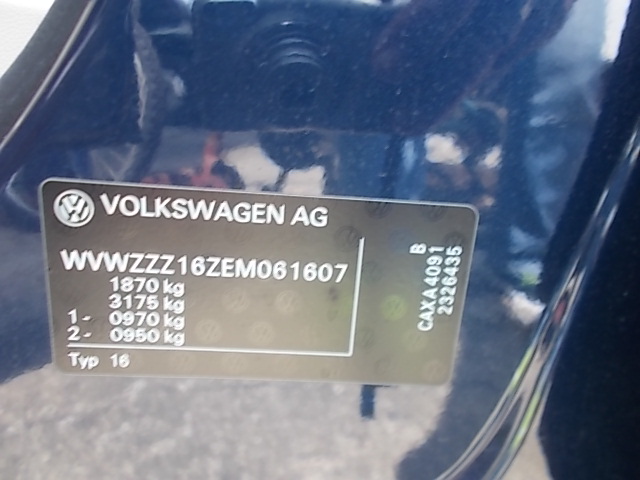 VOLKSWAGEN AG
WVWZZZ16ZEM061607
1870 kg
3175 kg
1- 0970 kg
2- 0950 kg
Typ 16
B
CAXA4091
2326435